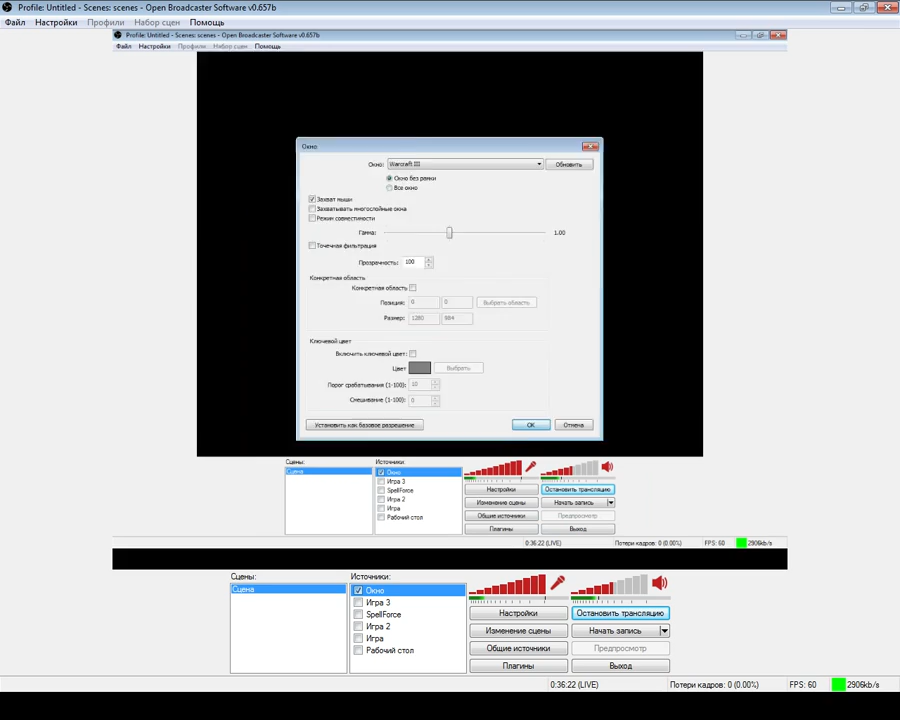 Profile: Untitled - Scenes: scenes - Open Broadcaster Software v0.657b
Файл Настройки Профили Набор сцен Помощь
Profile: Untitled - Scenes: scenes - Open Broadcaster Software v0.657b
Файл Настройки Профили Набор сцен Помощь
Окно
Окно: Warcraft III Обновить
Окно без рамки
Все окно
Захват мыши
Захватывать многослойные окна
Режим совместимости
Гамма: 1.00
Точечная фильтрация
Прозрачность: 100
Конкретная область
Конкретная область
Позиция: 0 0 Выбрать область
Размер: 1280 984
Ключевой цвет
Включить ключевой цвет:
Цвет Выбрать
Порог срабатывания (1-100): 10
Смешивание (1-100): 0
Установить как базовое разрешение OK Отмена
Сцены: Источники:
Сцена Окно
Игра 3
SpellForce
Игра 2
Игра
Рабочий стол
Настройки Остановить трансляцию
Изменение сцены Начать запись
Общие источники Предпросмотр
Плагины Выход
0:36:22 (LIVE) Потери кадров: 0 (0.00%) FPS: 60 2906kb/s
Сцены: Источники:
Сцена Окно
Игра 3
SpellForce
Игра 2
Игра
Рабочий стол
Настройки Остановить трансляцию
Изменение сцены Начать запись
Общие источники Предпросмотр
Плагины Выход
0:36:22 (LIVE) Потери кадров: 0 (0.00%) FPS: 60 2906kb/s